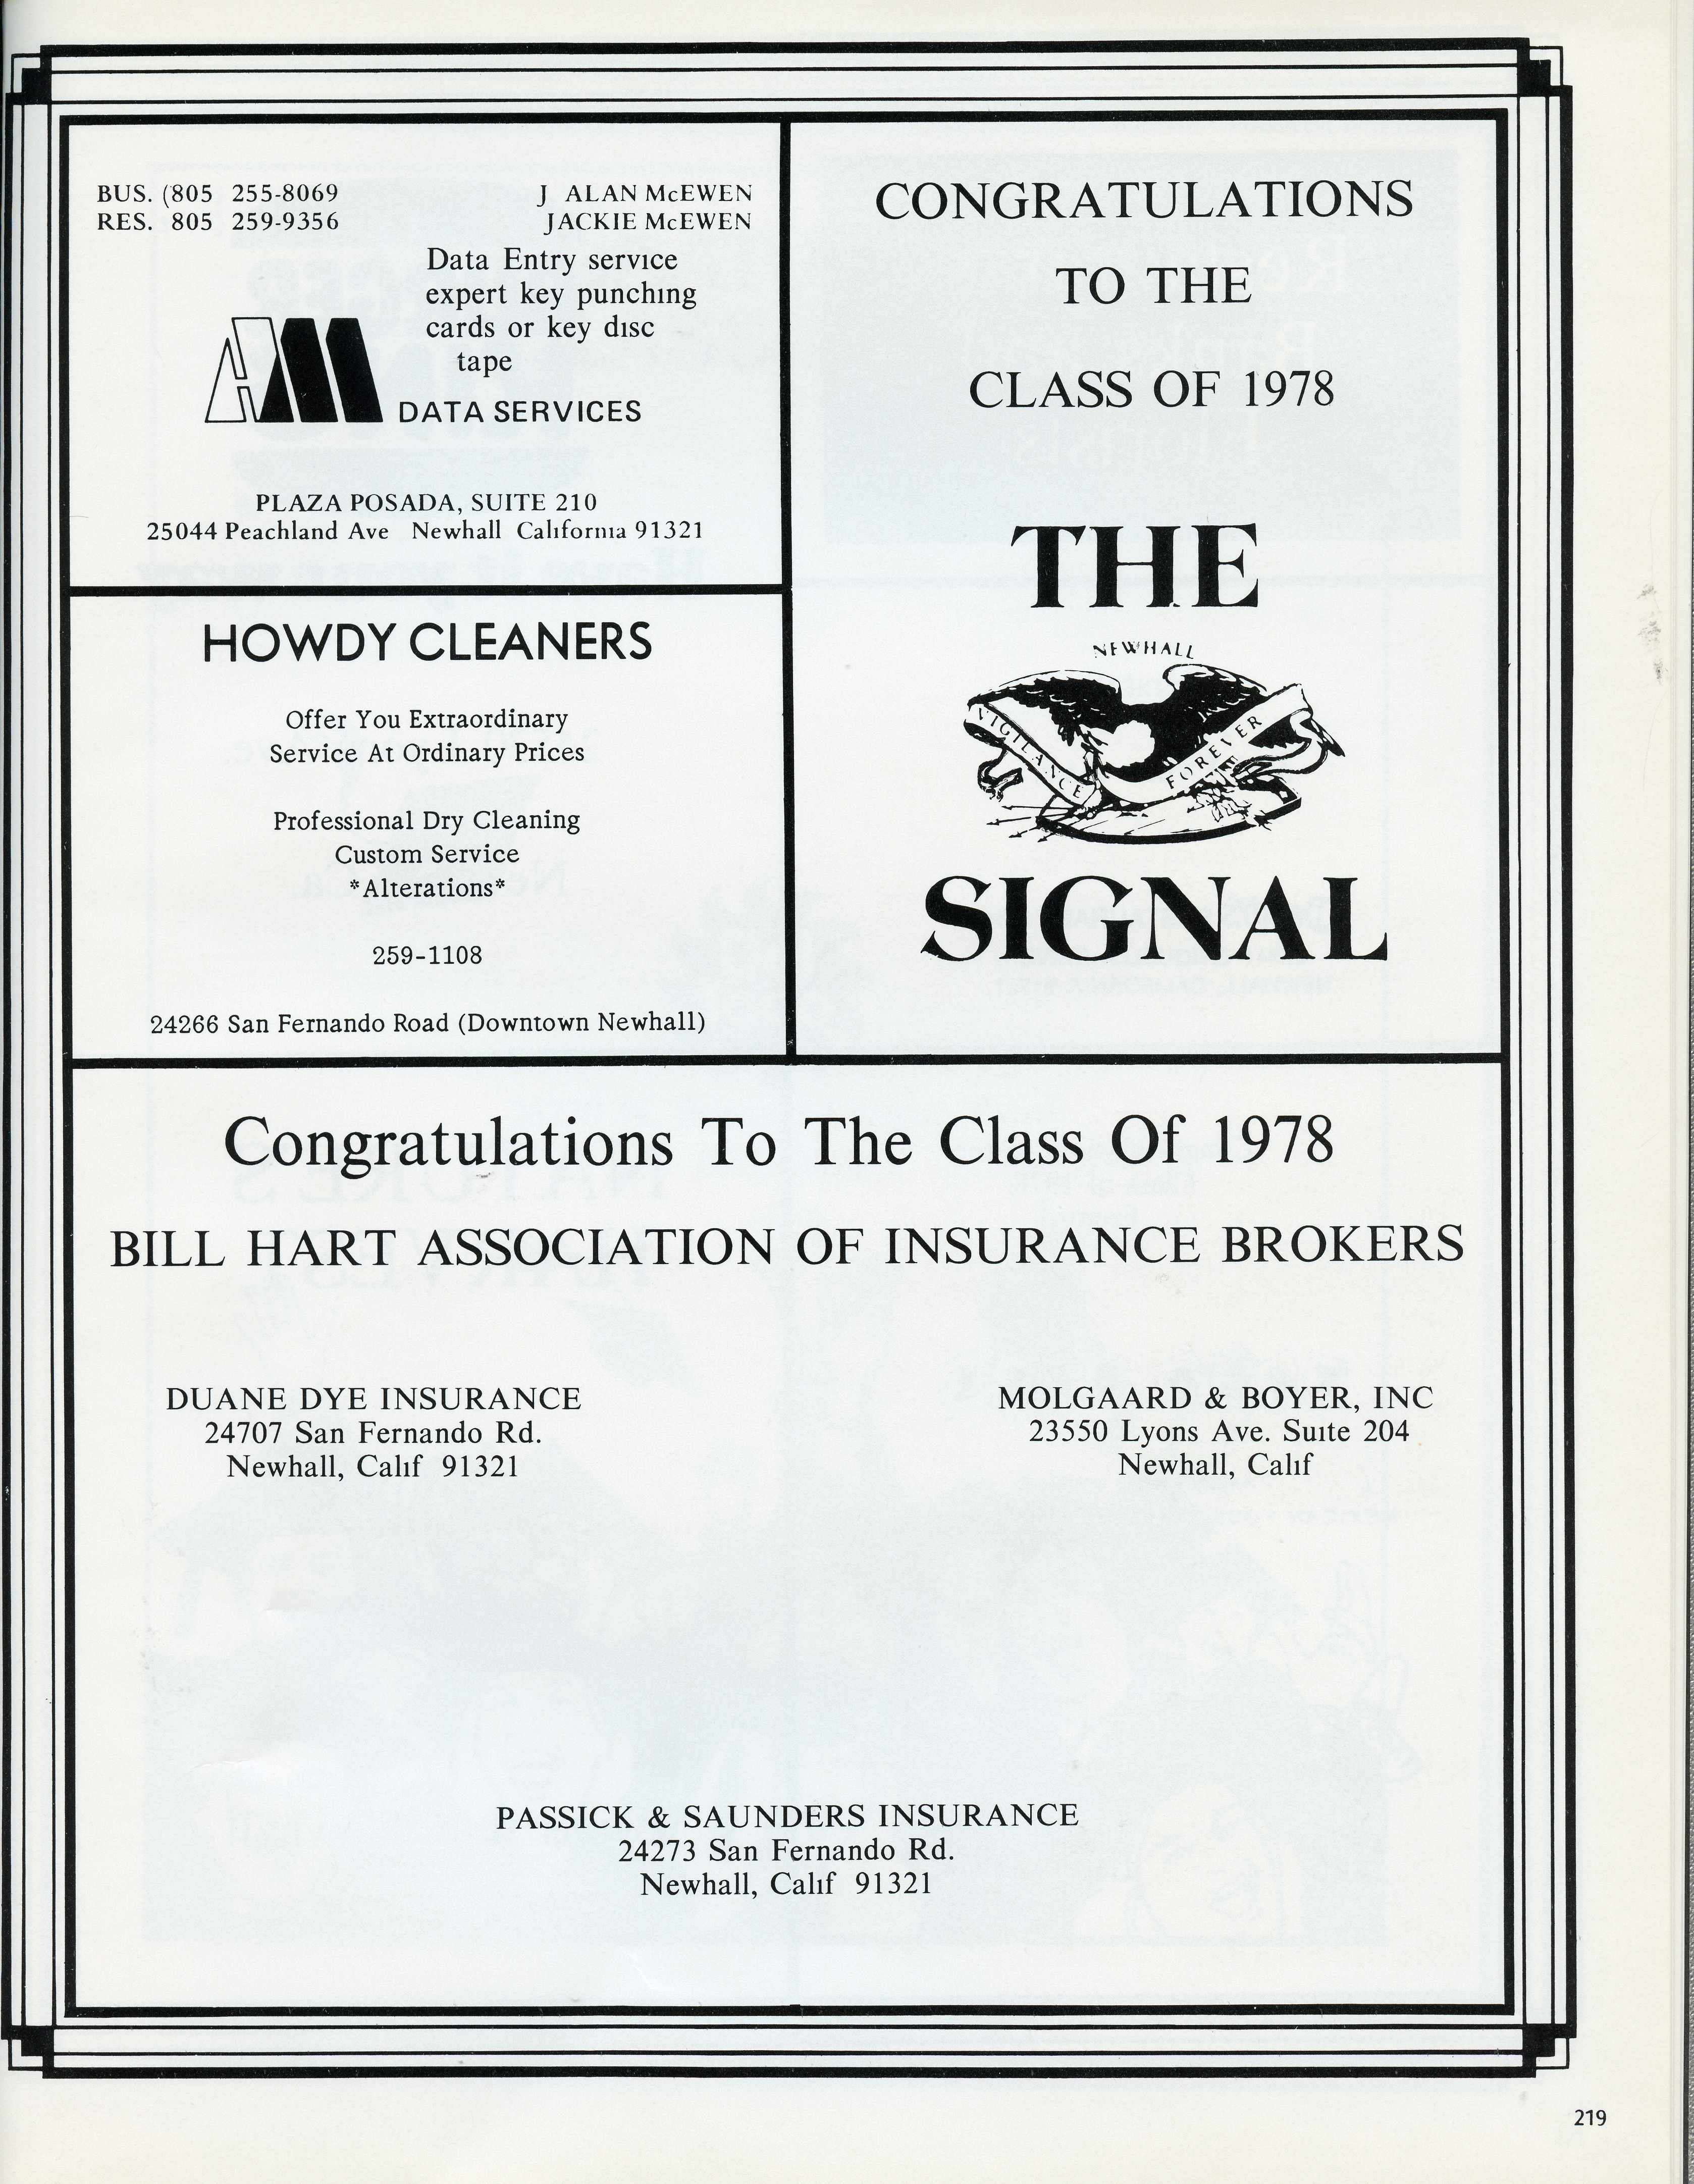 BUS. (805 255-8069
RES. 805 259-9356
J ALAN McEWEN
JACKIE McEWEN
Data Entry service
expert key punching
cards or key disc
tape
AM DATA SERVICES
PLAZA POSADA, SUITE 210
25044 Peachland Ave Newhall California 91321
HOWDY CLEANERS
Offer You Extraordinary
Service At Ordinary Prices
Professional Dry Cleaning
Custom Service
*Alterations*
259-1108
24266 San Fernando Road (Downtown Newhall)
CONGRATULATIONS
TO THE
CLASS OF 1978
THE
NEWHALL
VIGILANCE
FOREVER
SIGNAL
Congratulations To The Class Of 1978
BILL HART ASSOCIATION OF INSURANCE BROKERS
DUANE DYE INSURANCE
24707 San Fernando Rd.
Newhall, Calif 91321
MOLGAARD & BOYER, INC
23550 Lyons Ave. Suite 204
Newhall, Calif
PASSICK & SAUNDERS INSURANCE
24273 San Fernando Rd.
Newhall, Calif 91321
219